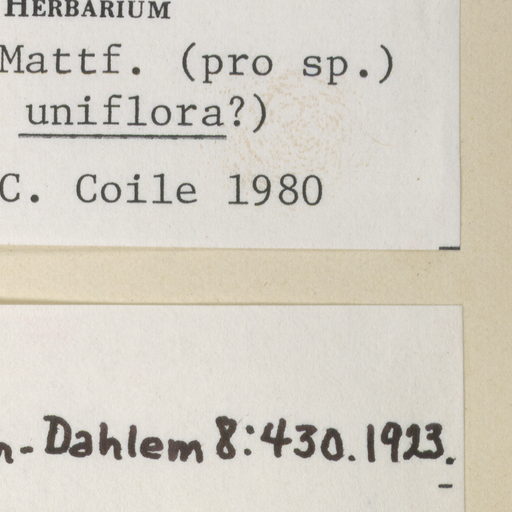 HERBARIUM
Mattf. (pro sp.)
uniflora?)
C. Coile 1980
n-Dahlem 8:430.1923.